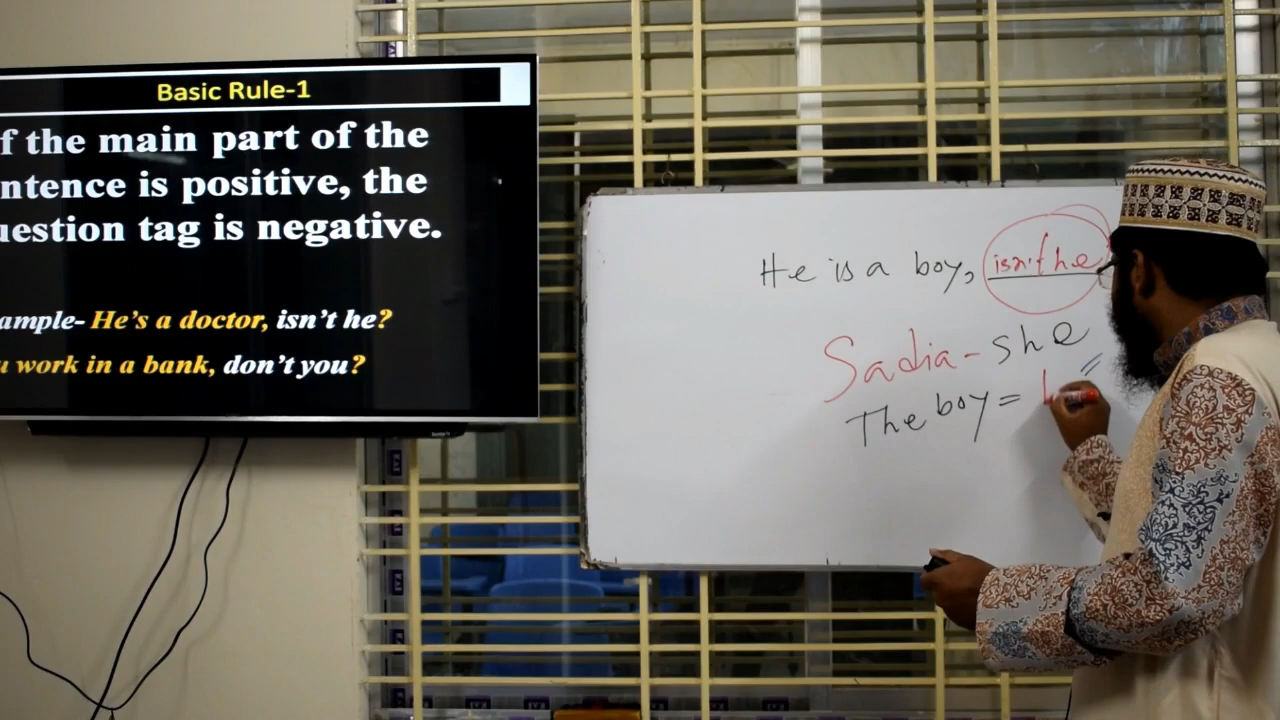 Basic Rule-1
f the main part of the
ntence is positive, the
uestion tag is negative.
ample- He's a doctor, isn't he?
u work in a bank, don't you?
He is a boy, isn't he
Sadia - she
The boy =